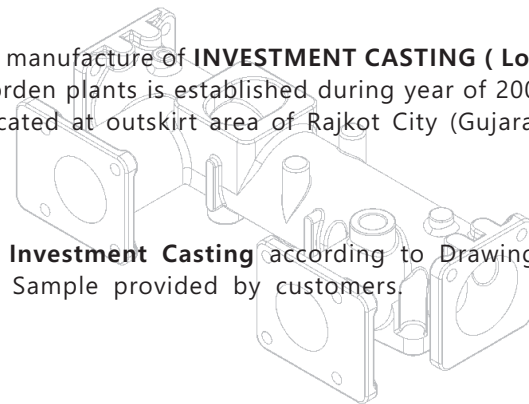 manufacture of INVESTMENT CASTING ( Lo
orden plants is established during year of 200
cated at outskirt area of Rajkot City (Gujara
Investment Casting according to Drawing
Sample provided by customers.